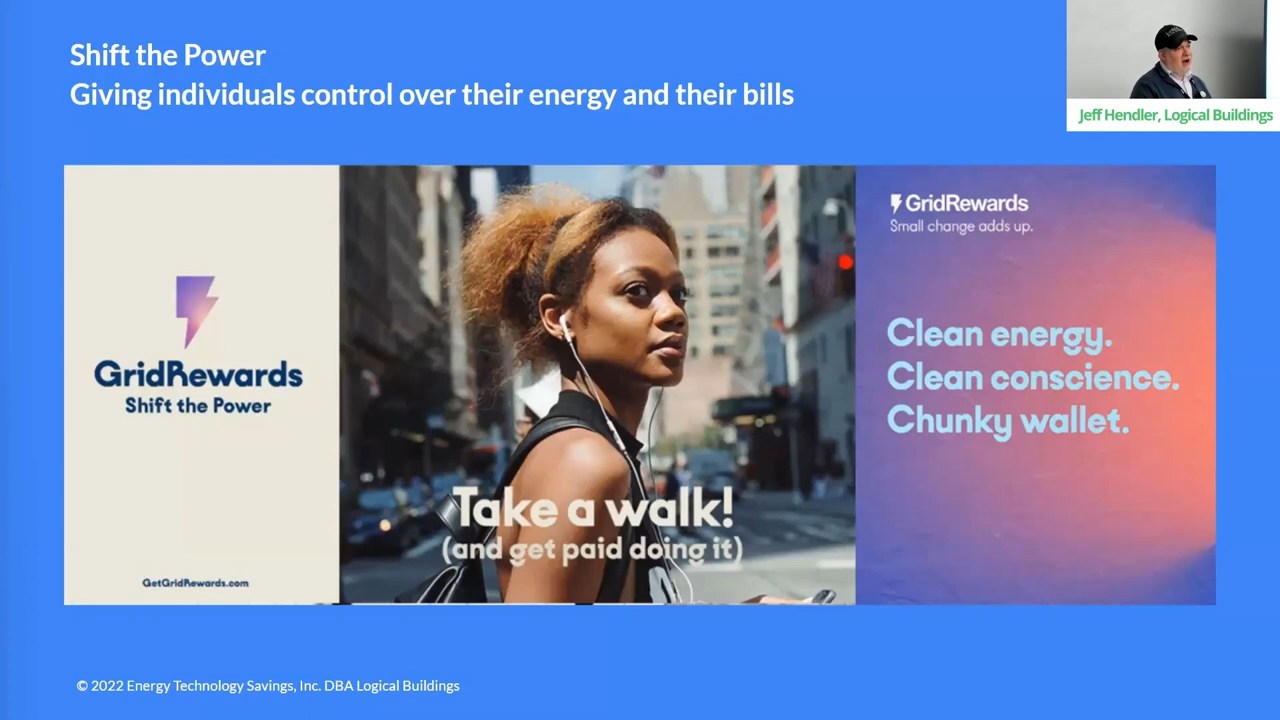 Shift the Power
Giving individuals control over their energy and their bills
Jeff Hendler, Logical Buildings
GridRewards
Shift the Power
GetGridRewards.com
Take a walk!
(and get paid doing it)
GridRewards
Small change adds up.
Clean energy.
Clean conscience.
Chunky wallet.
© 2022 Energy Technology Savings, Inc. DBA Logical Buildings